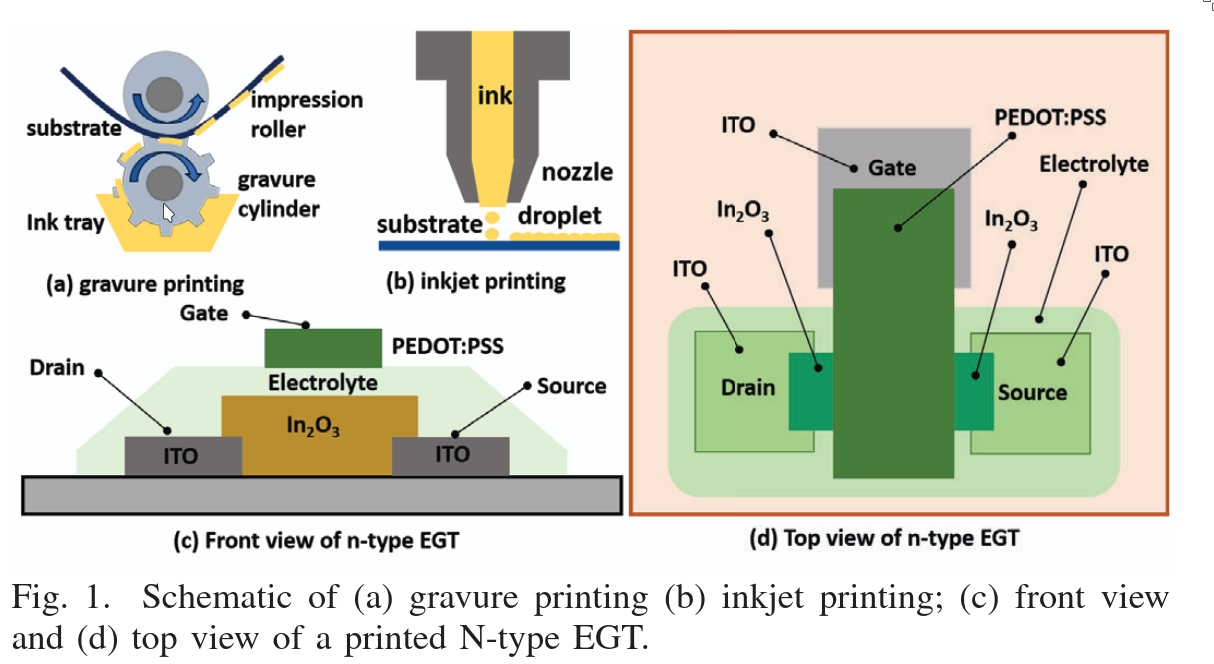 substrate
impression
roller
gravure
cylinder
Ink tray
(a) gravure printing
ink
nozzle
substrate
droplet
(b) inkjet printing
Gate
PEDOT:PSS
Drain
Electrolyte
Source
In₂O₃
ITO
ITO
(c) Front view of n-type EGT
ITO
Gate
PEDOT:PSS
Electrolyte
In₂O₃
In₂O₃
ITO
ITO
Drain
Source
(d) Top view of n-type EGT
Fig. 1. Schematic of (a) gravure printing (b) inkjet printing; (c) front view
and (d) top view of a printed N-type EGT.